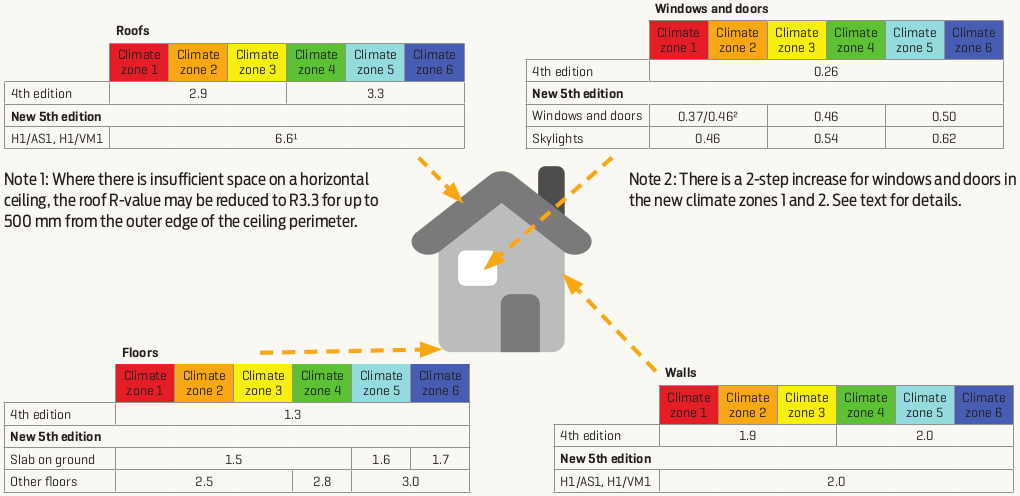 Roofs
Climate zone 1 Climate zone 2 Climate zone 3 Climate zone 4 Climate zone 5 Climate zone 6
4th edition 2.9 3.3
New 5th edition
H1/AS1, H1/VM1 6.6¹
Note 1: Where there is insufficient space on a horizontal
ceiling, the roof R-value may be reduced to R3.3 for up to
500 mm from the outer edge of the ceiling perimeter.
Windows and doors
Climate zone 1 Climate zone 2 Climate zone 3 Climate zone 4 Climate zone 5 Climate zone 6
4th edition 0.26
New 5th edition
Windows and doors 0.37/0.46² 0.46 0.50
Skylights 0.46 0.54 0.62
Note 2: There is a 2-step increase for windows and doors in
the new climate zones 1 and 2. See text for details.
Floors
Climate zone 1 Climate zone 2 Climate zone 3 Climate zone 4 Climate zone 5 Climate zone 6
4th edition 1.3
New 5th edition
Slab on ground 1.5 1.6 1.7
Other floors 2.5 2.8 3.0
Walls
Climate zone 1 Climate zone 2 Climate zone 3 Climate zone 4 Climate zone 5 Climate zone 6
4th edition 1.9 2.0
New 5th edition
H1/AS1, H1/VM1 2.0